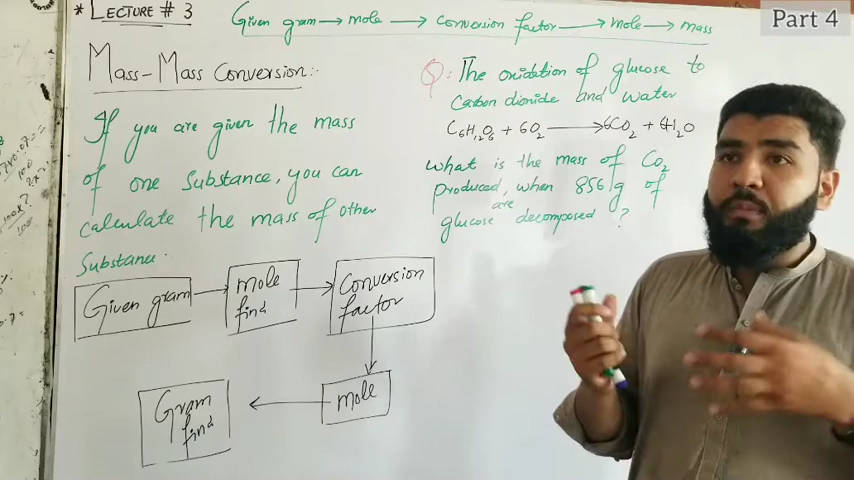 * LECTURE # 3
Given gram → mole → conversion factor → mole → mass
Part 4
Mass-Mass Conversion:
If you are given the mass
of one Substance, you can
calculate the mass of other
Substance.
Given gram → mole find → Conversion factor
→ mole
→ Gram find
Q: The oxidation of glucose to
Carbon dioxide and water
C6H12O6 + 6O2 → 6CO2 + 6H2O
what is the mass of CO2
produced, when 856 g of
glucose are decomposed ?